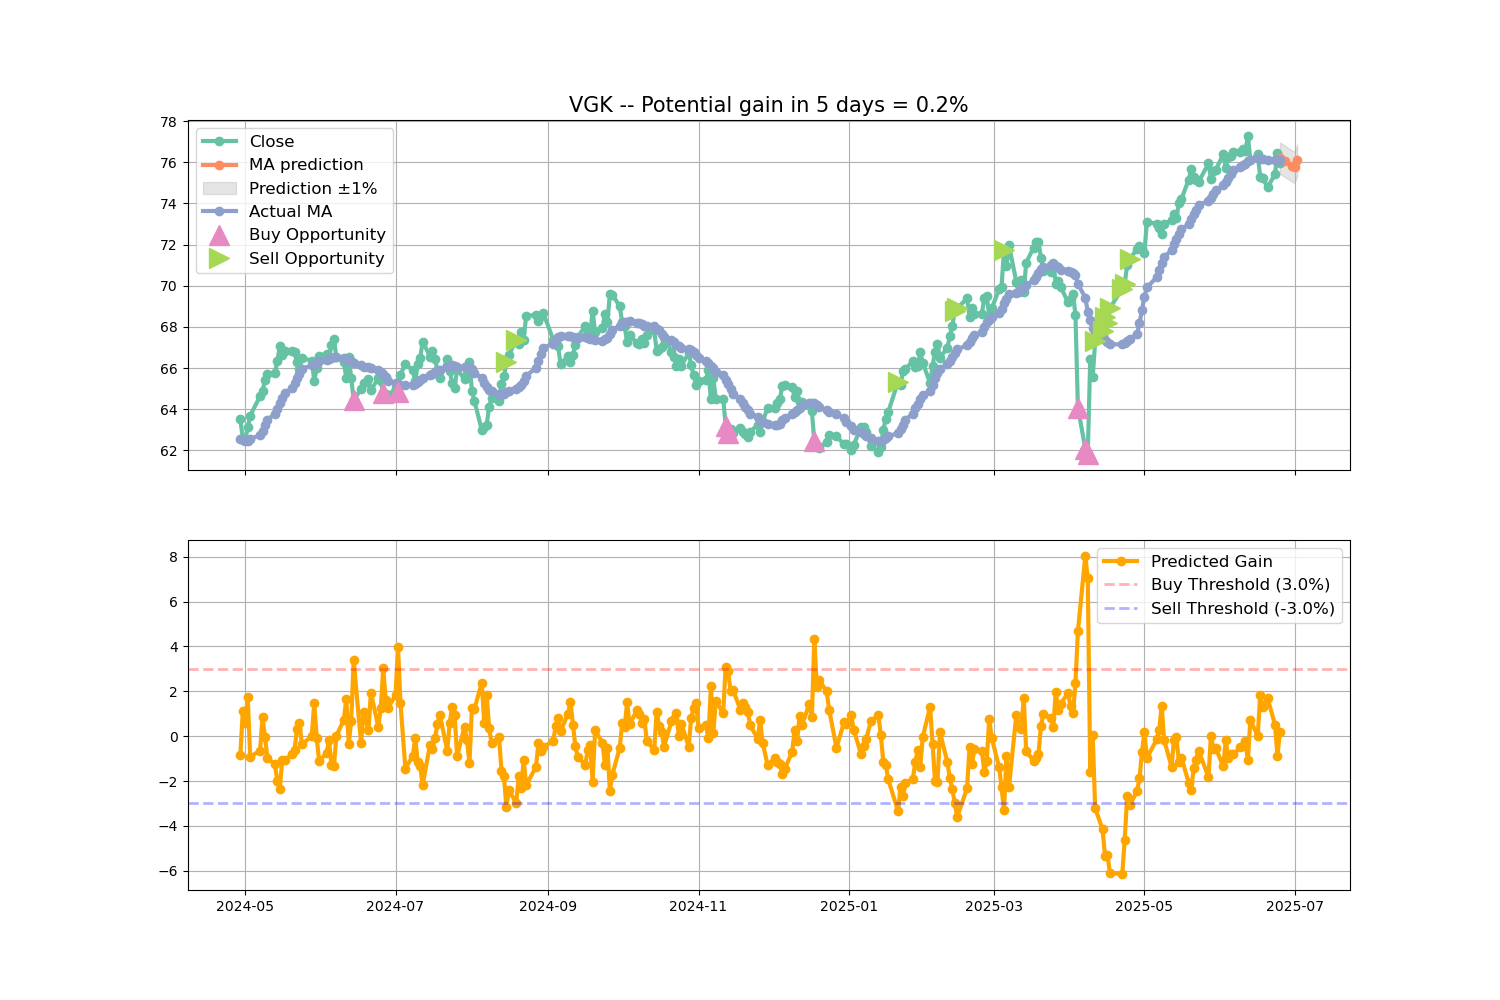 VGK -- Potential gain in 5 days = 0.2%
78
76
74
72
70
68
66
64
62
Close
MA prediction
Prediction ±1%
Actual MA
Buy Opportunity
Sell Opportunity
8
6
4
2
0
−2
−4
−6
Predicted Gain
Buy Threshold (3.0%)
Sell Threshold (-3.0%)
2024-05
2024-07
2024-09
2024-11
2025-01
2025-03
2025-05
2025-07